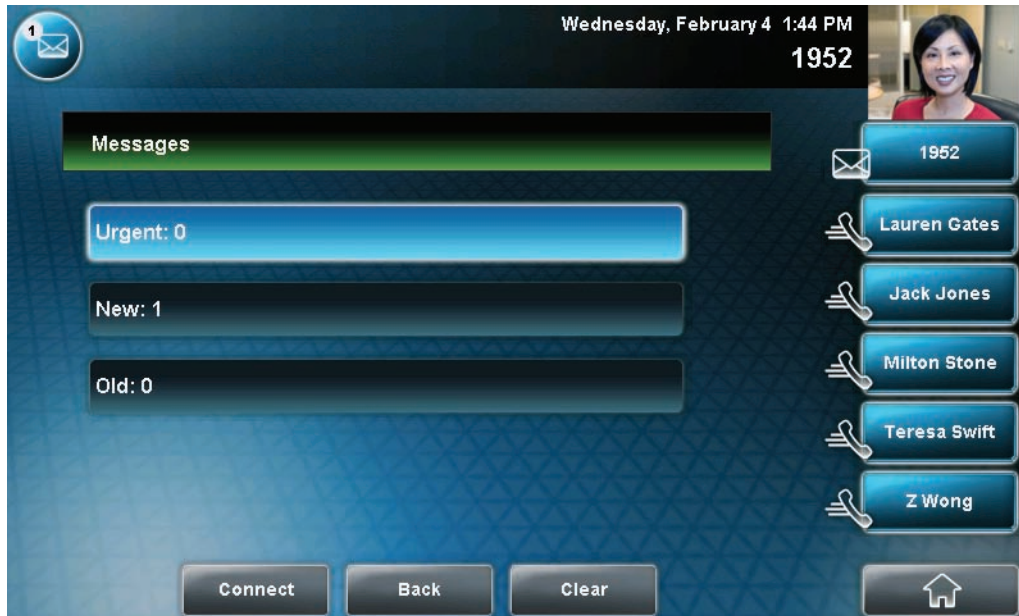 1
Wednesday, February 4 1:44 PM
1952
Messages
Urgent: 0
New: 1
Old: 0
1952
Lauren Gates
Jack Jones
Milton Stone
Teresa Swift
Z Wong
Connect Back Clear